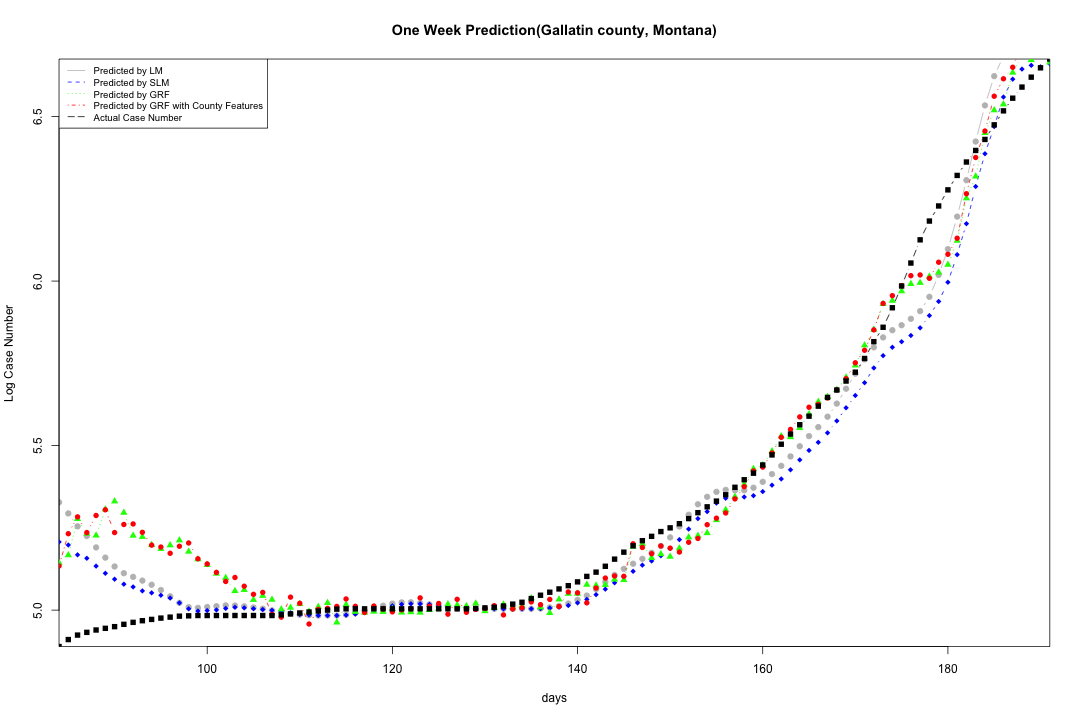 One Week Prediction(Gallatin county, Montana)
Predicted by LM
Predicted by SLM
Predicted by GRF
Predicted by GRF with County Features
Actual Case Number
6.5
6.0
5.5
5.0
Log Case Number
100 120 140 160 180
days